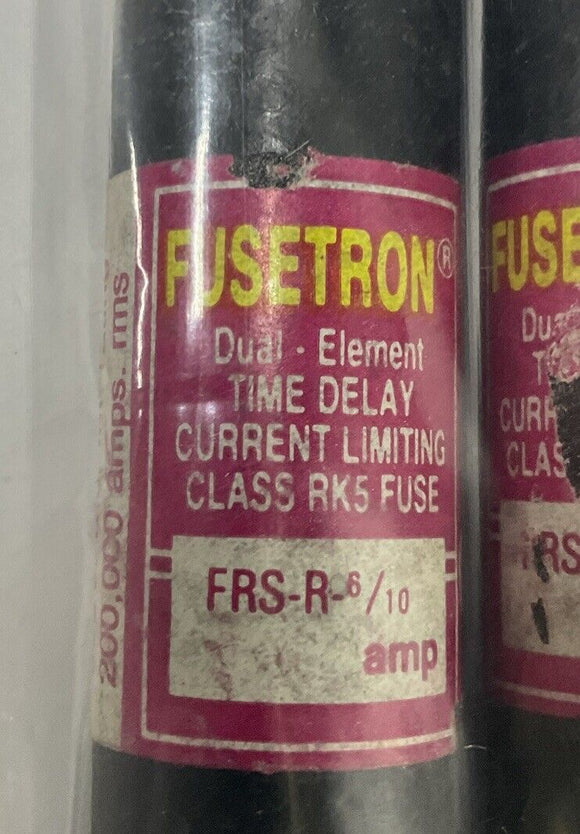 FUSETRON®
Dual - Element
TIME DELAY
CURRENT LIMITING
CLASS RK5 FUSE
FRS-R-6/10
amp
200,000 amps. rms
FUSE
CLAS